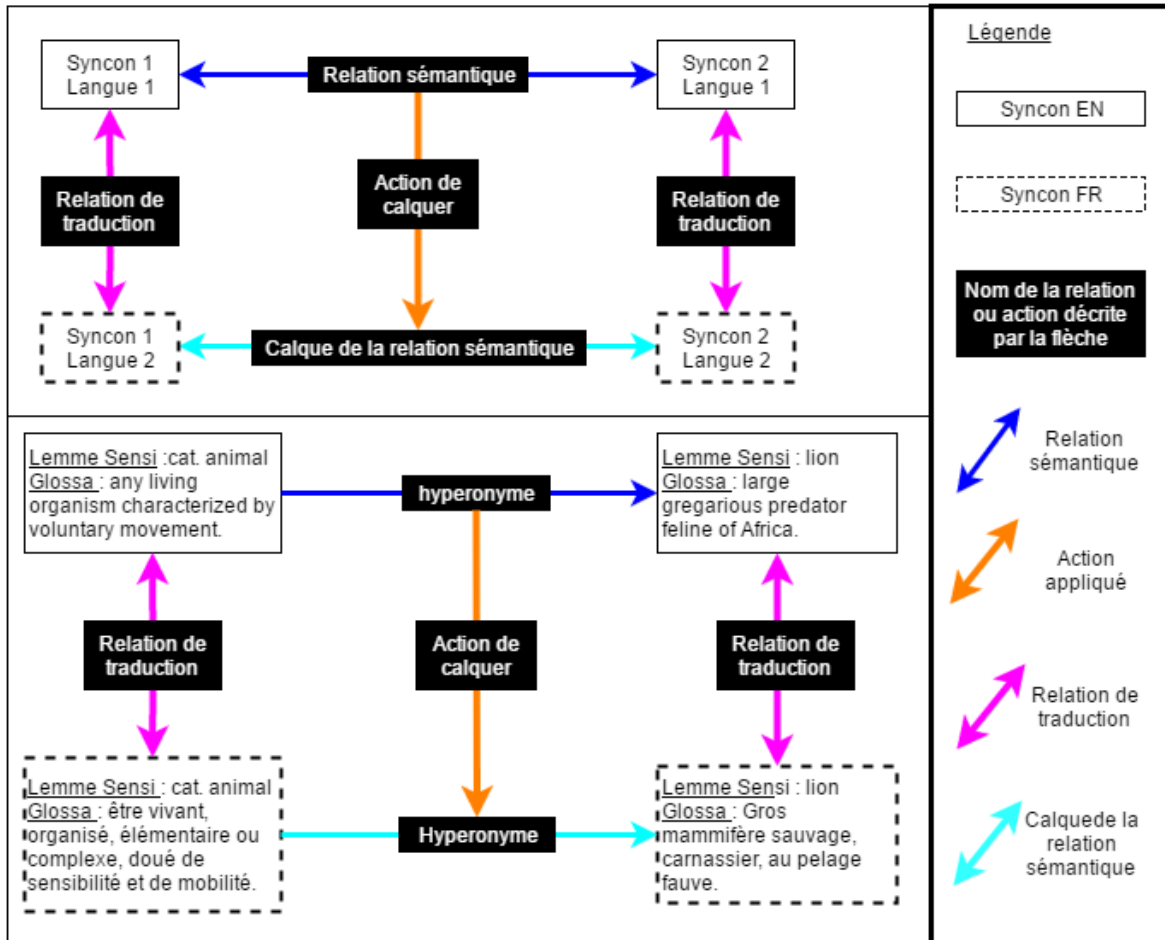 Syncon 1
Langue 1
Relation sémantique
Syncon 2
Langue 1
Relation de
traduction
Action de
calquer
Relation de
traduction
Syncon 1
Langue 2
Calque de la relation sémantique
Syncon 2
Langue 2
Lemme Sensi :cat. animal
Glossa : any living
organism characterized by
voluntary movement.
hyperonyme
Lemme Sensi : lion
Glossa : large
gregarious predator
feline of Africa.
Relation de
traduction
Action de
calquer
Relation de
traduction
Lemme Sensi : cat. animal
Glossa : être vivant,
organisé, élémentaire ou
complexe, doué de
sensibilité et de mobilité.
Hyperonyme
Lemme Sensi : lion
Glossa : Gros
mammifère sauvage,
carnassier, au pelage
fauve.
Légende
Syncon EN
Syncon FR
Nom de la relation
ou action décrite
par la flèche
Relation
sémantique
Action
appliqué
Relation de
traduction
Calquede la
relation
sémantique